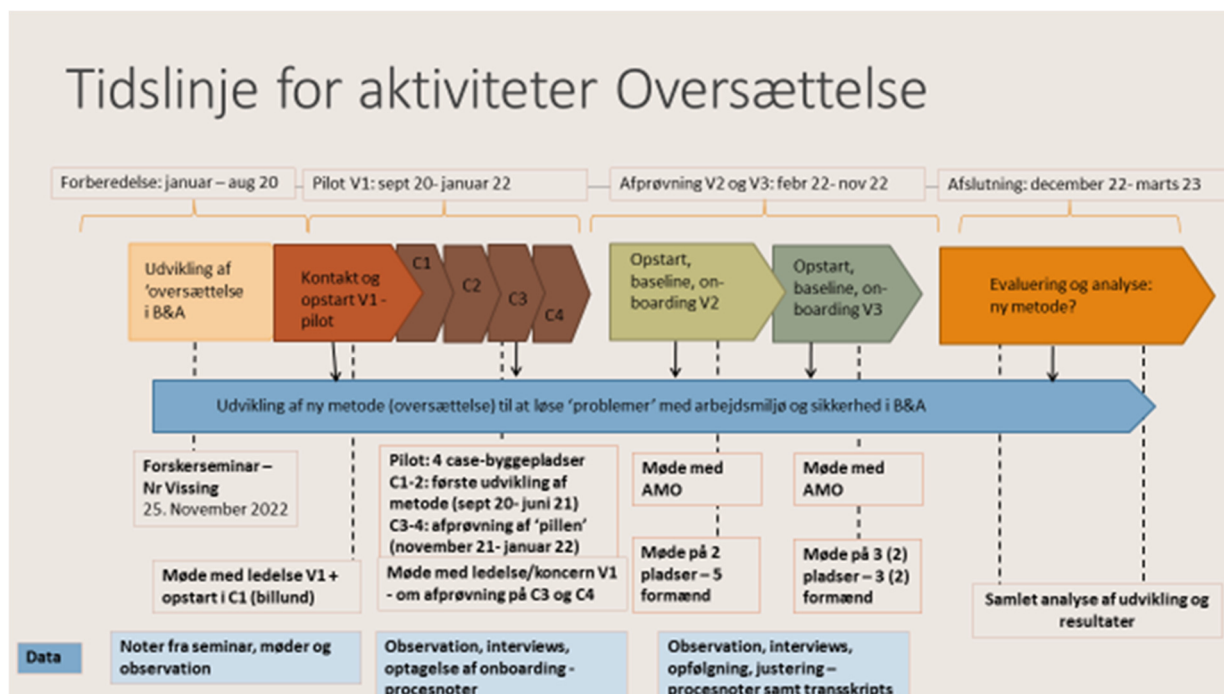 Tidslinje for aktiviteter Oversættelse
Forberedelse: januar – aug 20
Pilot V1: sept 20- januar 22
Afprøvning V2 og V3: febr 22- nov 22
Afslutning: december 22- marts 23
Udvikling af
‘oversættelse
i B&A
Kontakt og
opstart V1 -
pilot
C1
C2
C3
C4
Opstart,
baseline, on-
boarding V2
Opstart,
baseline, on-
boarding V3
Evaluering og analyse:
ny metode?
Udvikling af ny metode (oversættelse) til at løse ‘problemer’ med arbejdsmiljø og sikkerhed i B&A
Forskerseminar –
Nr Vissing
25. November 2022
Møde med ledelse V1 +
opstart i C1 (billund)
Pilot: 4 case-byggepladser
C1-2: første udvikling af
metode (sept 20- juni 21)
C3-4: afprøvning af ‘pillen’
(november 21- januar 22)
Møde med ledelse/koncern V1
- om afprøvning på C3 og C4
Møde med
AMO
Møde på 2
pladser – 5
formænd
Møde med
AMO
Møde på 3 (2)
pladser – 3 (2)
formænd
Samlet analyse af udvikling og
resultater
Data
Noter fra seminar, møder og
observation
Observation, interviews,
optagelse af onboarding -
procesnoter
Observation, interviews,
opfølgning, justering –
procesnoter samt transskripts